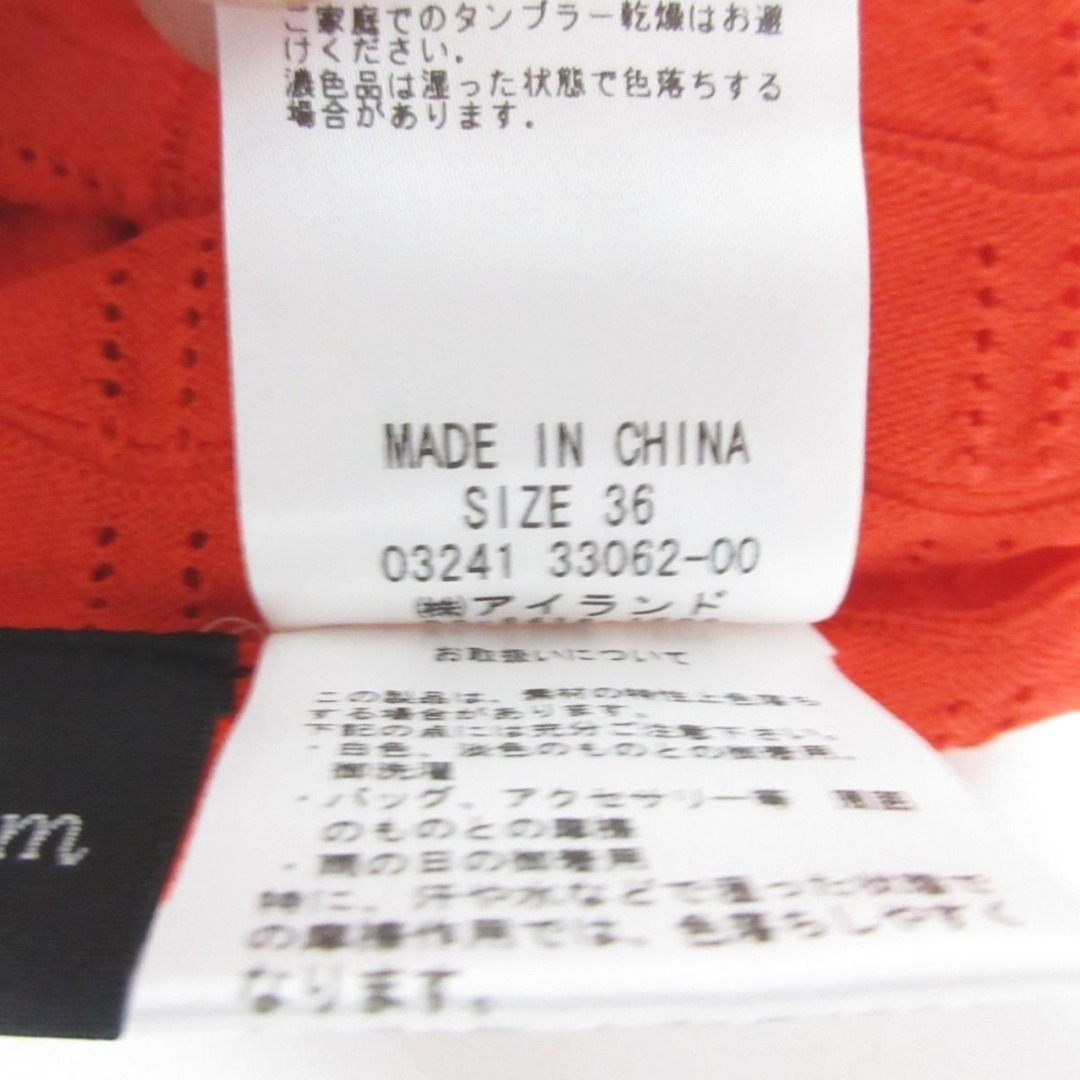 ご家庭でのタンブラー乾燥はお避
けください。
濃色品は湿った状態で色落ちする
場合があります。
MADE IN CHINA
SIZE 36
03241 33062-00
㈱アイランド
お取扱いについて
この製品は、素材の特性上色落ち
する場合があります。
下記の点には充分ご注意下さい。
・白色、淡色のものとの御着用、
御洗濯
・バッグ、アクセサリー等 周囲
のものとの摩擦
・雨の日の御着用
特に、汗や水などで湿った状態で
の摩擦作用では、色落ちしやすく
なります。
m